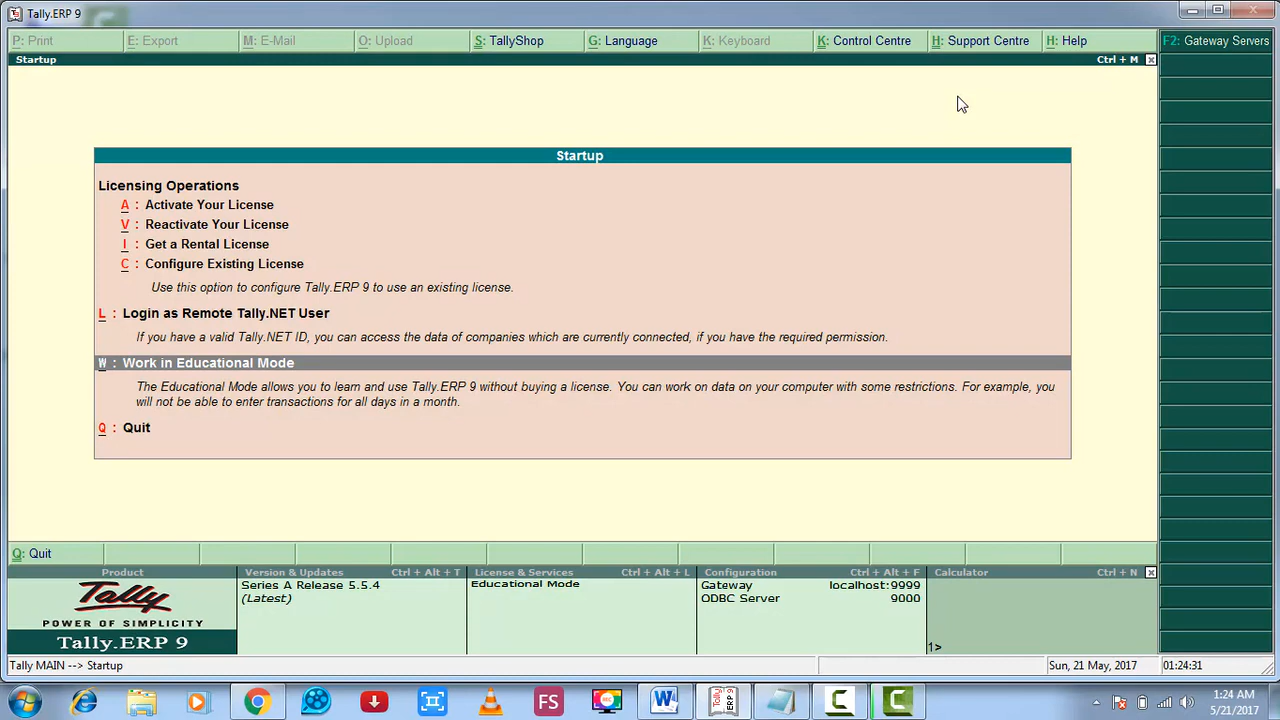 Tally.ERP 9
P: Print E: Export M: E-Mail O: Upload S: TallyShop G: Language K: Keyboard K: Control Centre H: Support Centre H: Help F2: Gateway Servers
Startup Ctrl + M
Startup
Licensing Operations
A : Activate Your License
V : Reactivate Your License
I : Get a Rental License
C : Configure Existing License
Use this option to configure Tally.ERP 9 to use an existing license.
L : Login as Remote Tally.NET User
If you have a valid Tally.NET ID, you can access the data of companies which are currently connected, if you have the required permission.
W : Work in Educational Mode
The Educational Mode allows you to learn and use Tally.ERP 9 without buying a license. You can work on data on your computer with some restrictions. For example, you
will not be able to enter transactions for all days in a month.
Q : Quit
Q: Quit
Product Version & Updates Ctrl + Alt + T License & Services Ctrl + Alt + L Configuration Ctrl + Alt + F Calculator Ctrl + N
Series A Release 5.5.4 Educational Mode Gateway localhost:9999
(Latest) ODBC Server 9000
Tally
POWER OF SIMPLICITY
Tally.ERP 9
1>
Tally MAIN --> Startup Sun, 21 May, 2017 01:24:31
FS
1:24 AM
5/21/2017